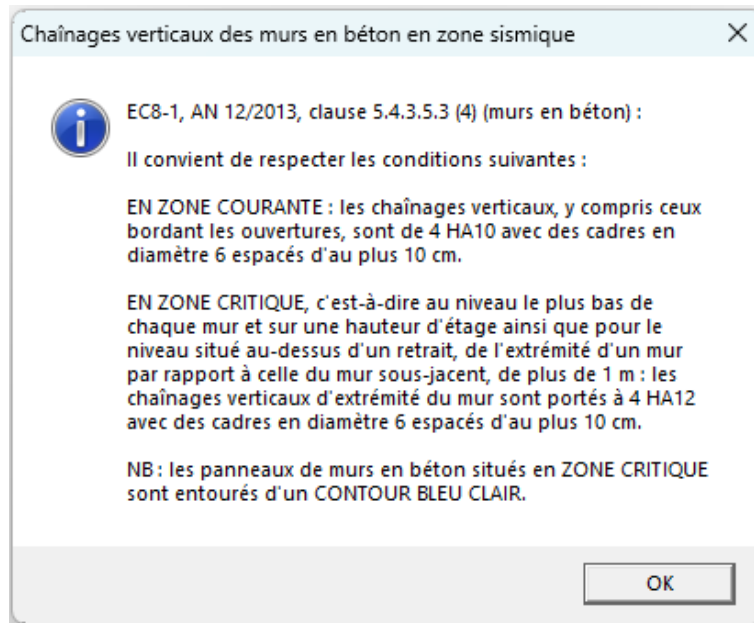 Chaînages verticaux des murs en béton en zone sismique
EC8-1, AN 12/2013, clause 5.4.3.5.3 (4) (murs en béton) :
Il convient de respecter les conditions suivantes :
EN ZONE COURANTE : les chaînages verticaux, y compris ceux
bordant les ouvertures, sont de 4 HA10 avec des cadres en
diamètre 6 espacés d'au plus 10 cm.
EN ZONE CRITIQUE, c'est-à-dire au niveau le plus bas de
chaque mur et sur une hauteur d'étage ainsi que pour le
niveau situé au-dessus d'un retrait, de l'extrémité d'un mur
par rapport à celle du mur sous-jacent, de plus de 1 m : les
chaînages verticaux d'extrémité du mur sont portés à 4 HA12
avec des cadres en diamètre 6 espacés d'au plus 10 cm.
NB : les panneaux de murs en béton situés en ZONE CRITIQUE
sont entourés d'un CONTOUR BLEU CLAIR.
OK